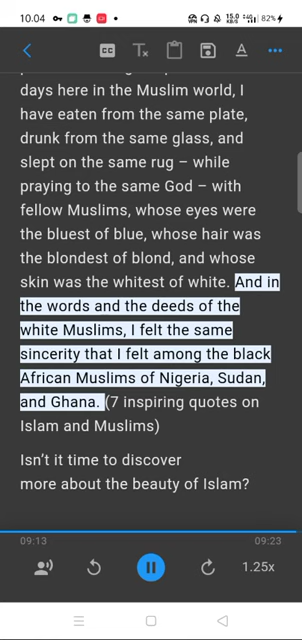 10.04
15.0
KB/S
4G
82%
CC
days here in the Muslim world, I
have eaten from the same plate,
drunk from the same glass, and
slept on the same rug – while
praying to the same God – with
fellow Muslims, whose eyes were
the bluest of blue, whose hair was
the blondest of blond, and whose
skin was the whitest of white. And in
the words and the deeds of the
white Muslims, I felt the same
sincerity that I felt among the black
African Muslims of Nigeria, Sudan,
and Ghana. (7 inspiring quotes on
Islam and Muslims)
Isn’t it time to discover
more about the beauty of Islam?
09:13
09:23
1.25x